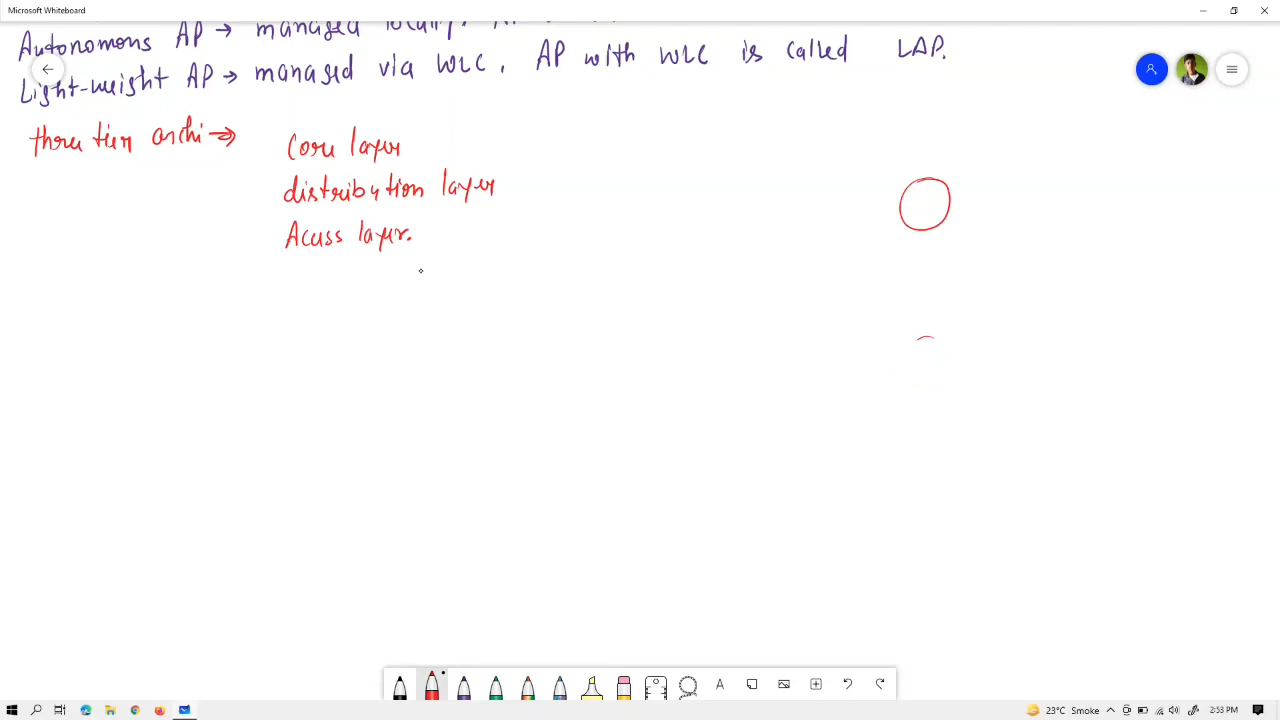 Microsoft Whiteboard
Autonomous AP → managed locally.
Light-weight AP → managed via WLC. AP with WLC is called LAP.
three tier archi →
Core layer
distribution layer
Access layer.
A
23°C Smoke
2:53 PM